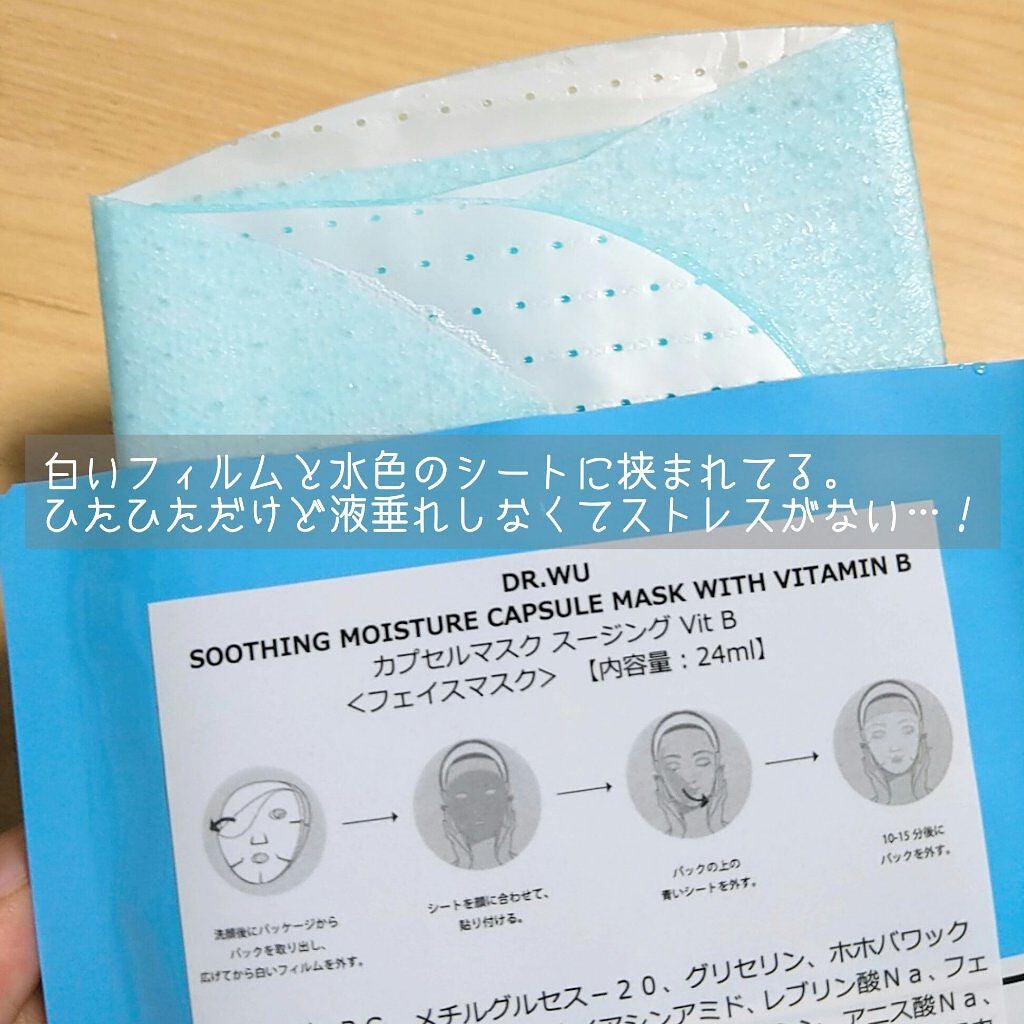 白いフィルムと水色のシートに挟まれてる。
ひたひただけど液垂れしなくてストレスがない…！
DR.WU
SOOTHING MOISTURE CAPSULE MASK WITH VITAMIN B
カプセルマスク スージング Vit B
＜フェイスマスク＞ 【内容量：24ml】
洗顔後にパッケージから
パックを取り出し、
広げてから白いフィルムを外す。
シートを顔に合わせて、
貼り付ける。
パックの上の
青いシートを外す。
10-15 分後に
パックを外す。
メチルグルセス－２０、グリセリン、ホホバワック
アシンアミド、レブリン酸Ｎａ、フェ
アニス酸Ｎａ、